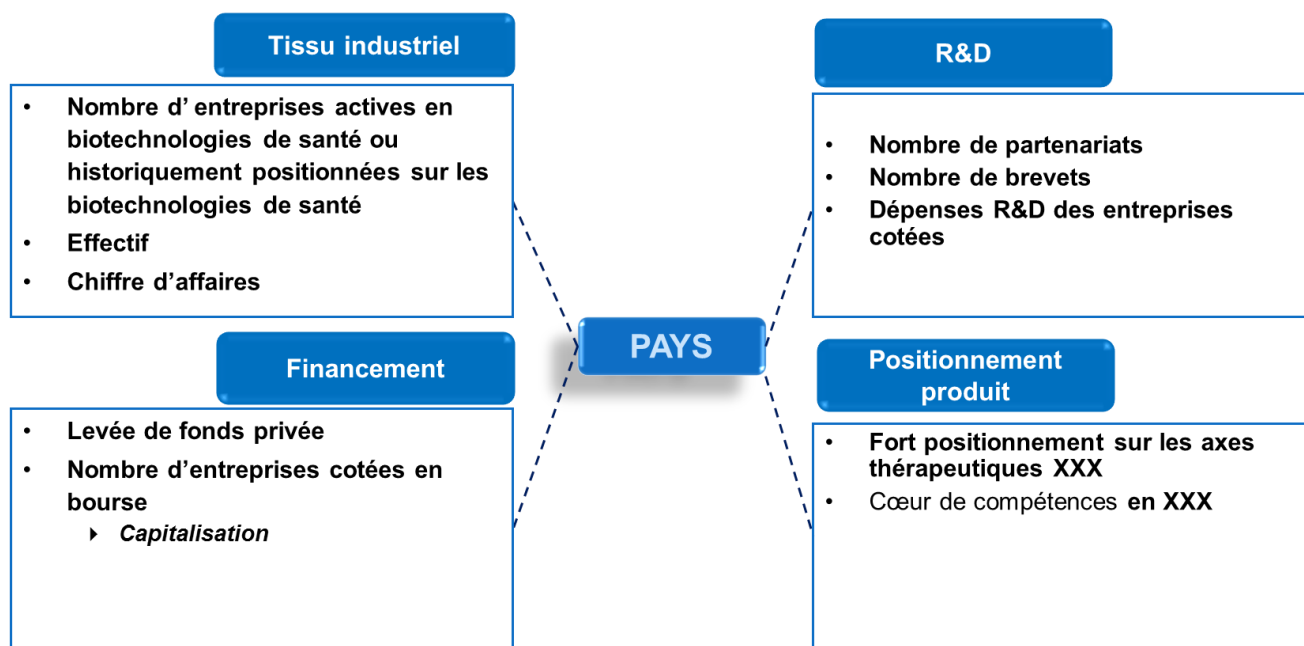 Tissu industriel
• Nombre d' entreprises actives en
biotechnologies de santé ou
historiquement positionnées sur les
biotechnologies de santé
• Effectif
• Chiffre d'affaires
R&D
• Nombre de partenariats
• Nombre de brevets
• Dépenses R&D des entreprises
cotées
PAYS
Financement
• Levée de fonds privée
• Nombre d'entreprises cotées en
bourse
Capitalisation
Positionnement
produit
• Fort positionnement sur les axes
thérapeutiques XXX
• Cœur de compétences en XXX